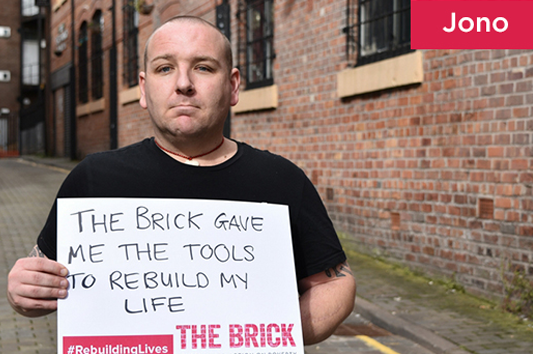 Jono
THE BRICK GAVE
ME THE TOOLS
TO REBUILD MY
LIFE
THE BRICK
#RebuildingLives